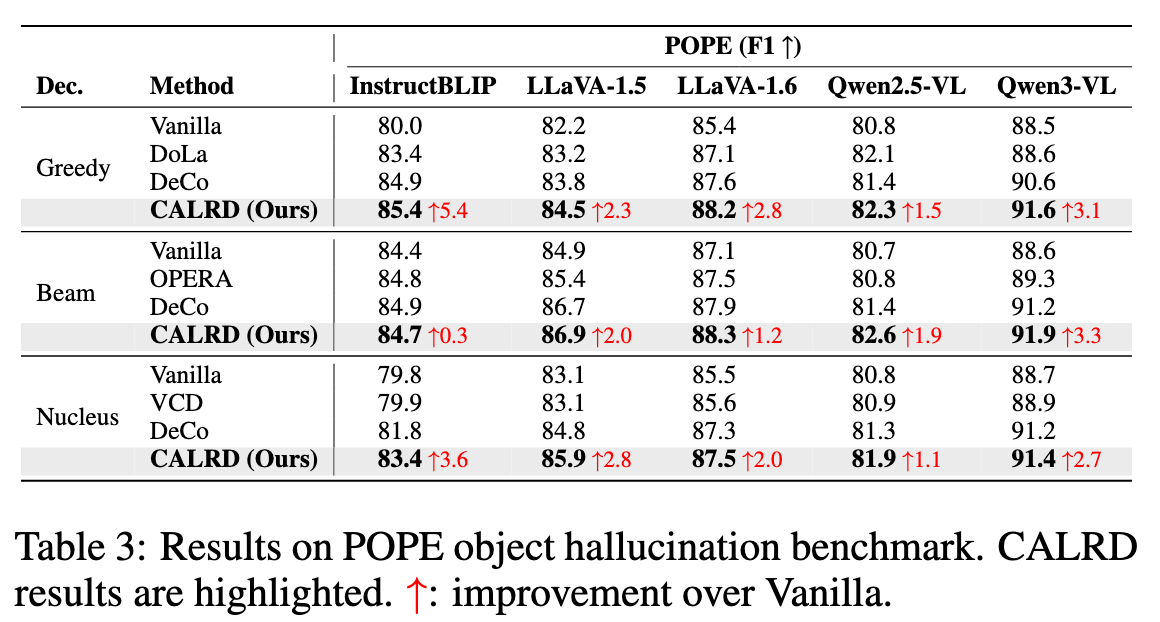 POPE (F1 ↑)
Dec. Method InstructBLIP LLaVA-1.5 LLaVA-1.6 Qwen2.5-VL Qwen3-VL
Vanilla 80.0 82.2 85.4 80.8 88.5
Greedy DoLa 83.4 83.2 87.1 82.1 88.6
DeCo 84.9 83.8 87.6 81.4 90.6
CALRD (Ours) 85.4 ↑5.4 84.5 ↑2.3 88.2 ↑2.8 82.3 ↑1.5 91.6 ↑3.1
Vanilla 84.4 84.9 87.1 80.7 88.6
Beam OPERA 84.8 85.4 87.5 80.8 89.3
DeCo 84.9 86.7 87.9 81.4 91.2
CALRD (Ours) 84.7 ↑0.3 86.9 ↑2.0 88.3 ↑1.2 82.6 ↑1.9 91.9 ↑3.3
Vanilla 79.8 83.1 85.5 80.8 88.7
Nucleus VCD 79.9 83.1 85.6 80.9 88.9
DeCo 81.8 84.8 87.3 81.3 91.2
CALRD (Ours) 83.4 ↑3.6 85.9 ↑2.8 87.5 ↑2.0 81.9 ↑1.1 91.4 ↑2.7
Table 3: Results on POPE object hallucination benchmark. CALRD
results are highlighted. ↑: improvement over Vanilla.